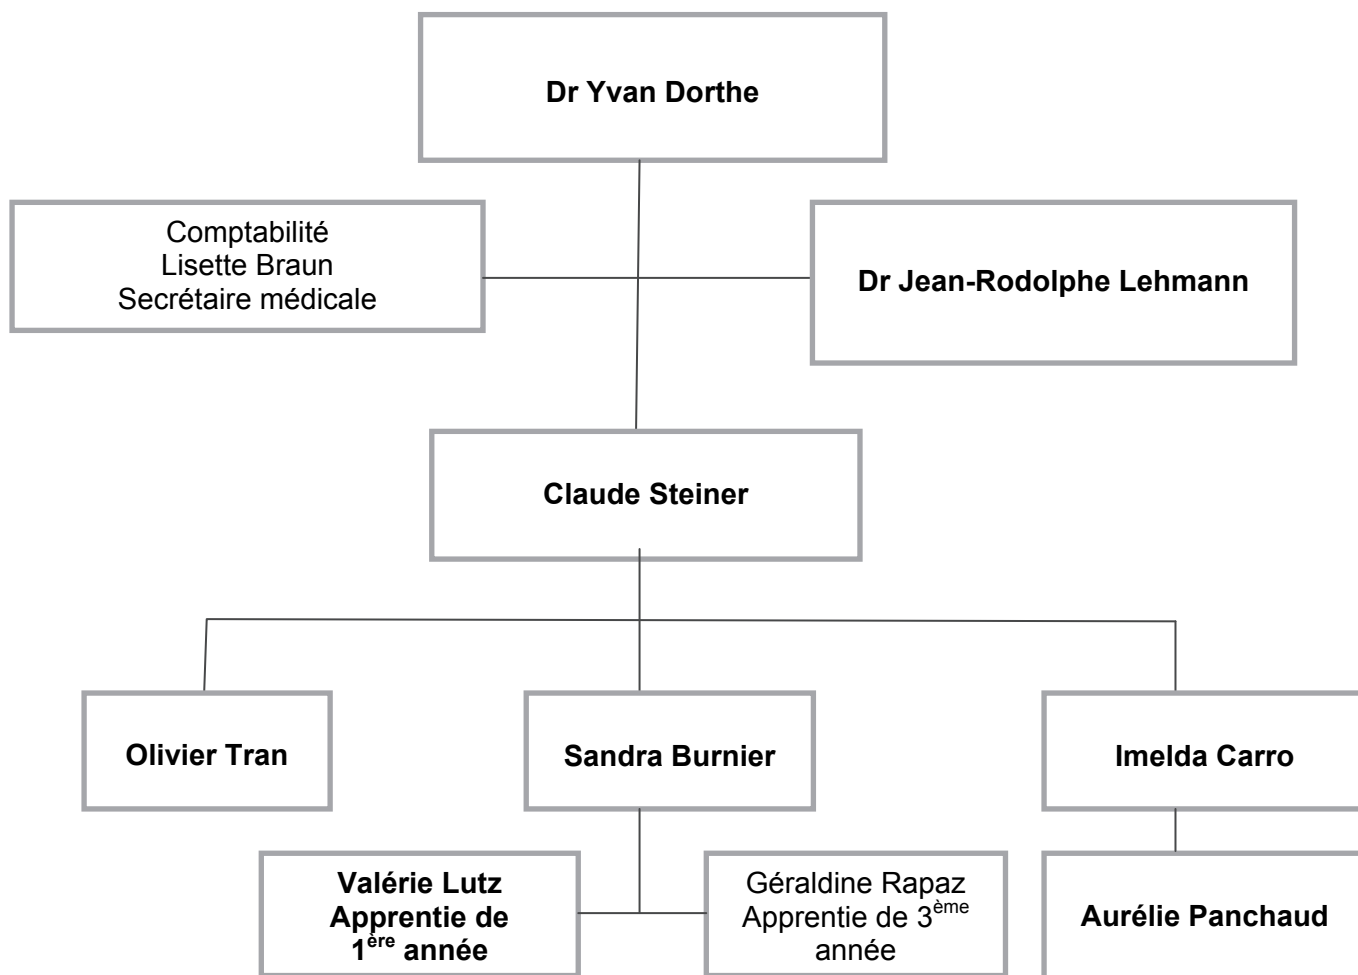 Dr Yvan Dorthe
Comptabilité
Lisette Braun
Secrétaire médicale
Dr Jean-Rodolphe Lehmann
Claude Steiner
Olivier Tran
Sandra Burnier
Imelda Carro
Valérie Lutz
Apprentie de
1ère année
Géraldine Rapaz
Apprentie de 3ème
année
Aurélie Panchaud